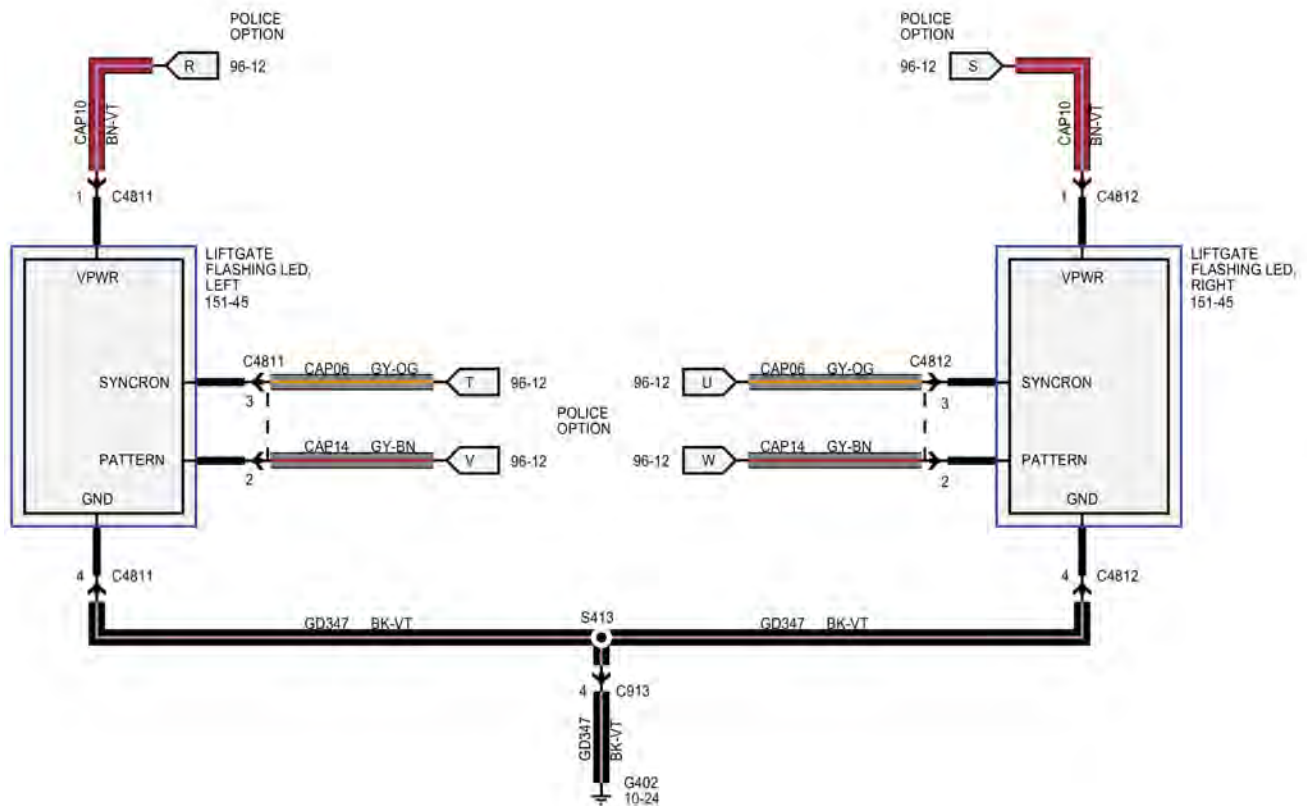 POLICE
OPTION
R
96-12
CAP10
BN-VT
1
C4811
LIFTGATE
FLASHING LED,
LEFT
151-45
VPWR
SYNCRON
PATTERN
GND
C4811
3
CAP06 GY-OG
T
96-12
2
CAP14 GY-BN
V
96-12
4
C4811
POLICE
OPTION
POLICE
OPTION
96-12
S
CAP10
BN-VT
1
C4812
LIFTGATE
FLASHING LED,
RIGHT
151-45
VPWR
SYNCRON
PATTERN
GND
96-12
U
CAP06 GY-OG
C4812
3
96-12
W
CAP14 GY-BN
2
4
C4812
GD347 BK-VT
S413
GD347 BK-VT
4
C913
GD347
BK-VT
G402
10-24